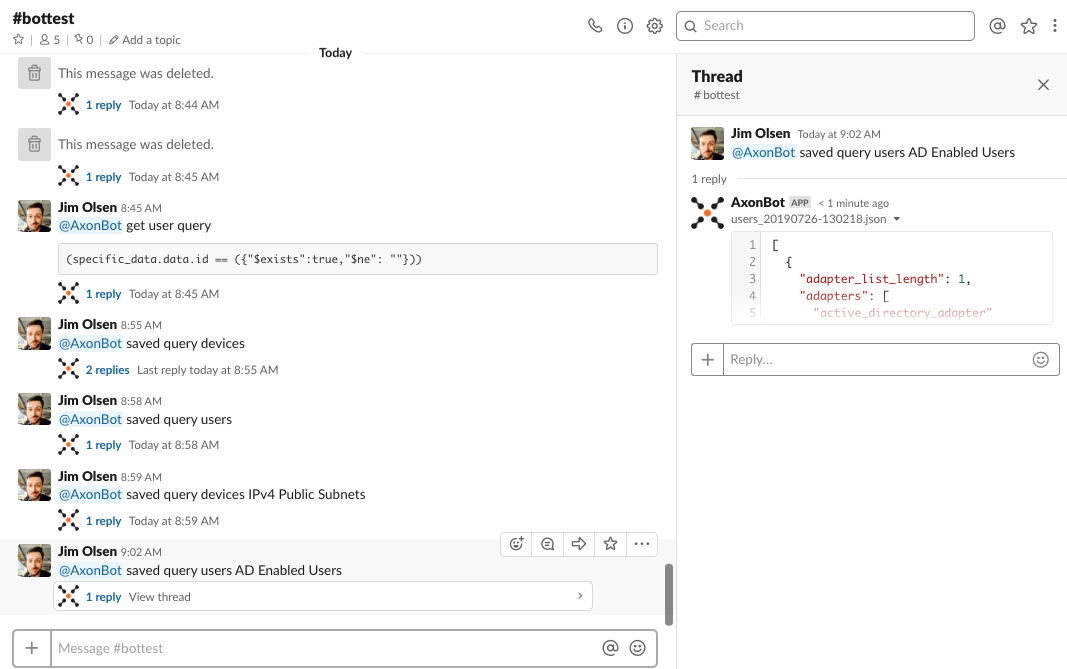 #bottest
5
0
Add a topic
Search
Today
This message was deleted.
1 reply Today at 8:44 AM
This message was deleted.
1 reply Today at 8:45 AM
Jim Olsen 8:45 AM
@AxonBot get user query
(specific_data.data.id == ({"$exists":true,"$ne": ""}))
1 reply Today at 8:45 AM
Jim Olsen 8:55 AM
@AxonBot saved query devices
2 replies Last reply today at 8:55 AM
Jim Olsen 8:58 AM
@AxonBot saved query users
1 reply Today at 8:58 AM
Jim Olsen 8:59 AM
@AxonBot saved query devices IPv4 Public Subnets
1 reply Today at 8:59 AM
Jim Olsen 9:02 AM
@AxonBot saved query users AD Enabled Users
1 reply View thread
Message #bottest
Thread
# bottest
Jim Olsen Today at 9:02 AM
@AxonBot saved query users AD Enabled Users
1 reply
AxonBot APP < 1 minute ago
users_20190726-130218.json
1 [
2 {
3 "adapter_list_length": 1,
4 "adapters": [
5 "active_directory_adapter"
Reply...